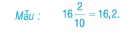 Mẫu : 16 2/10 = 16,2.